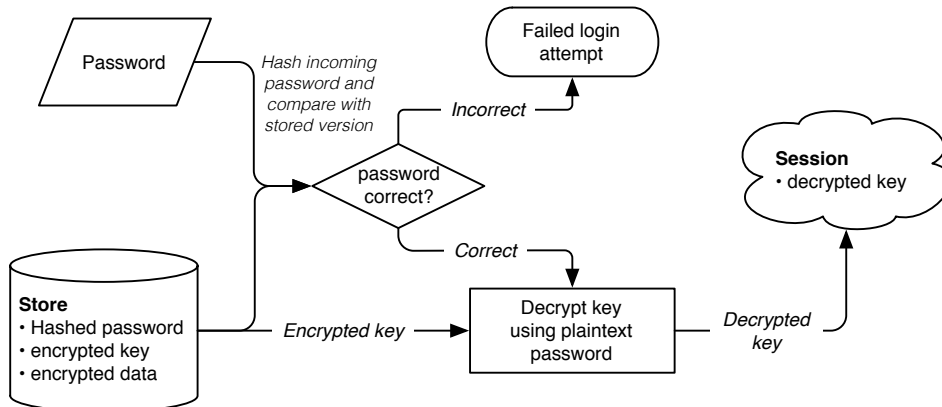 Password
Hash incoming
password and
compare with
stored version
Failed login
attempt
Incorrect
password
correct?
Session
• decrypted key
Correct
Store
• Hashed password
• encrypted key
• encrypted data
Encrypted key
Decrypt key
using plaintext
password
Decrypted
key